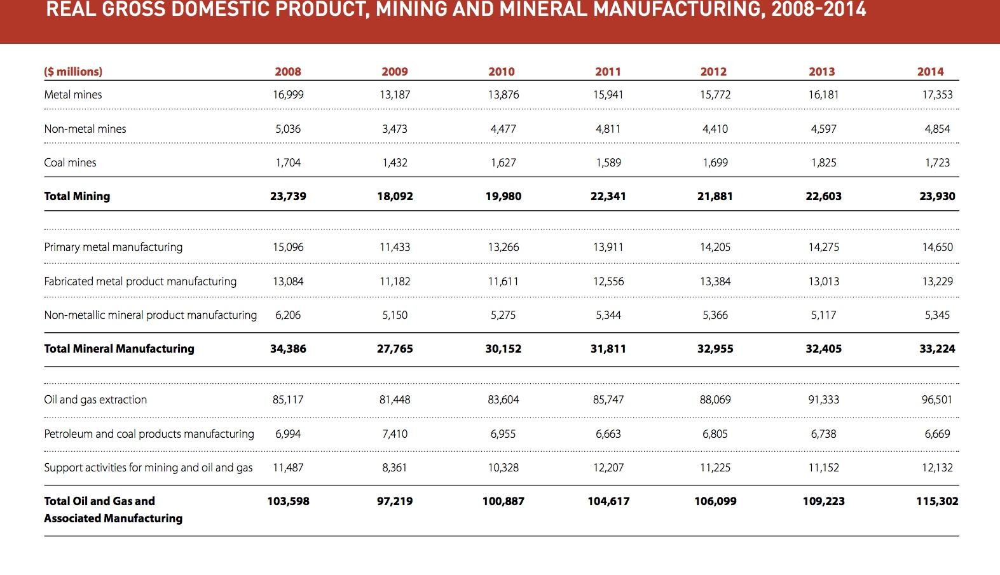 REAL GROSS DOMESTIC PRODUCT, MINING AND MINERAL MANUFACTURING, 2008-2014
($ millions) 2008 2009 2010 2011 2012 2013 2014
Metal mines 16,999 13,187 13,876 15,941 15,772 16,181 17,353
Non-metal mines 5,036 3,473 4,477 4,811 4,410 4,597 4,854
Coal mines 1,704 1,432 1,627 1,589 1,699 1,825 1,723
Total Mining 23,739 18,092 19,980 22,341 21,881 22,603 23,930
Primary metal manufacturing 15,096 11,433 13,266 13,911 14,205 14,275 14,650
Fabricated metal product manufacturing 13,084 11,182 11,611 12,556 13,384 13,013 13,229
Non-metallic mineral product manufacturing 6,206 5,150 5,275 5,344 5,366 5,117 5,345
Total Mineral Manufacturing 34,386 27,765 30,152 31,811 32,955 32,405 33,224
Oil and gas extraction 85,117 81,448 83,604 85,747 88,069 91,333 96,501
Petroleum and coal products manufacturing 6,994 7,410 6,955 6,663 6,805 6,738 6,669
Support activities for mining and oil and gas 11,487 8,361 10,328 12,207 11,225 11,152 12,132
Total Oil and Gas and 103,598 97,219 100,887 104,617 106,099 109,223 115,302
Associated Manufacturing